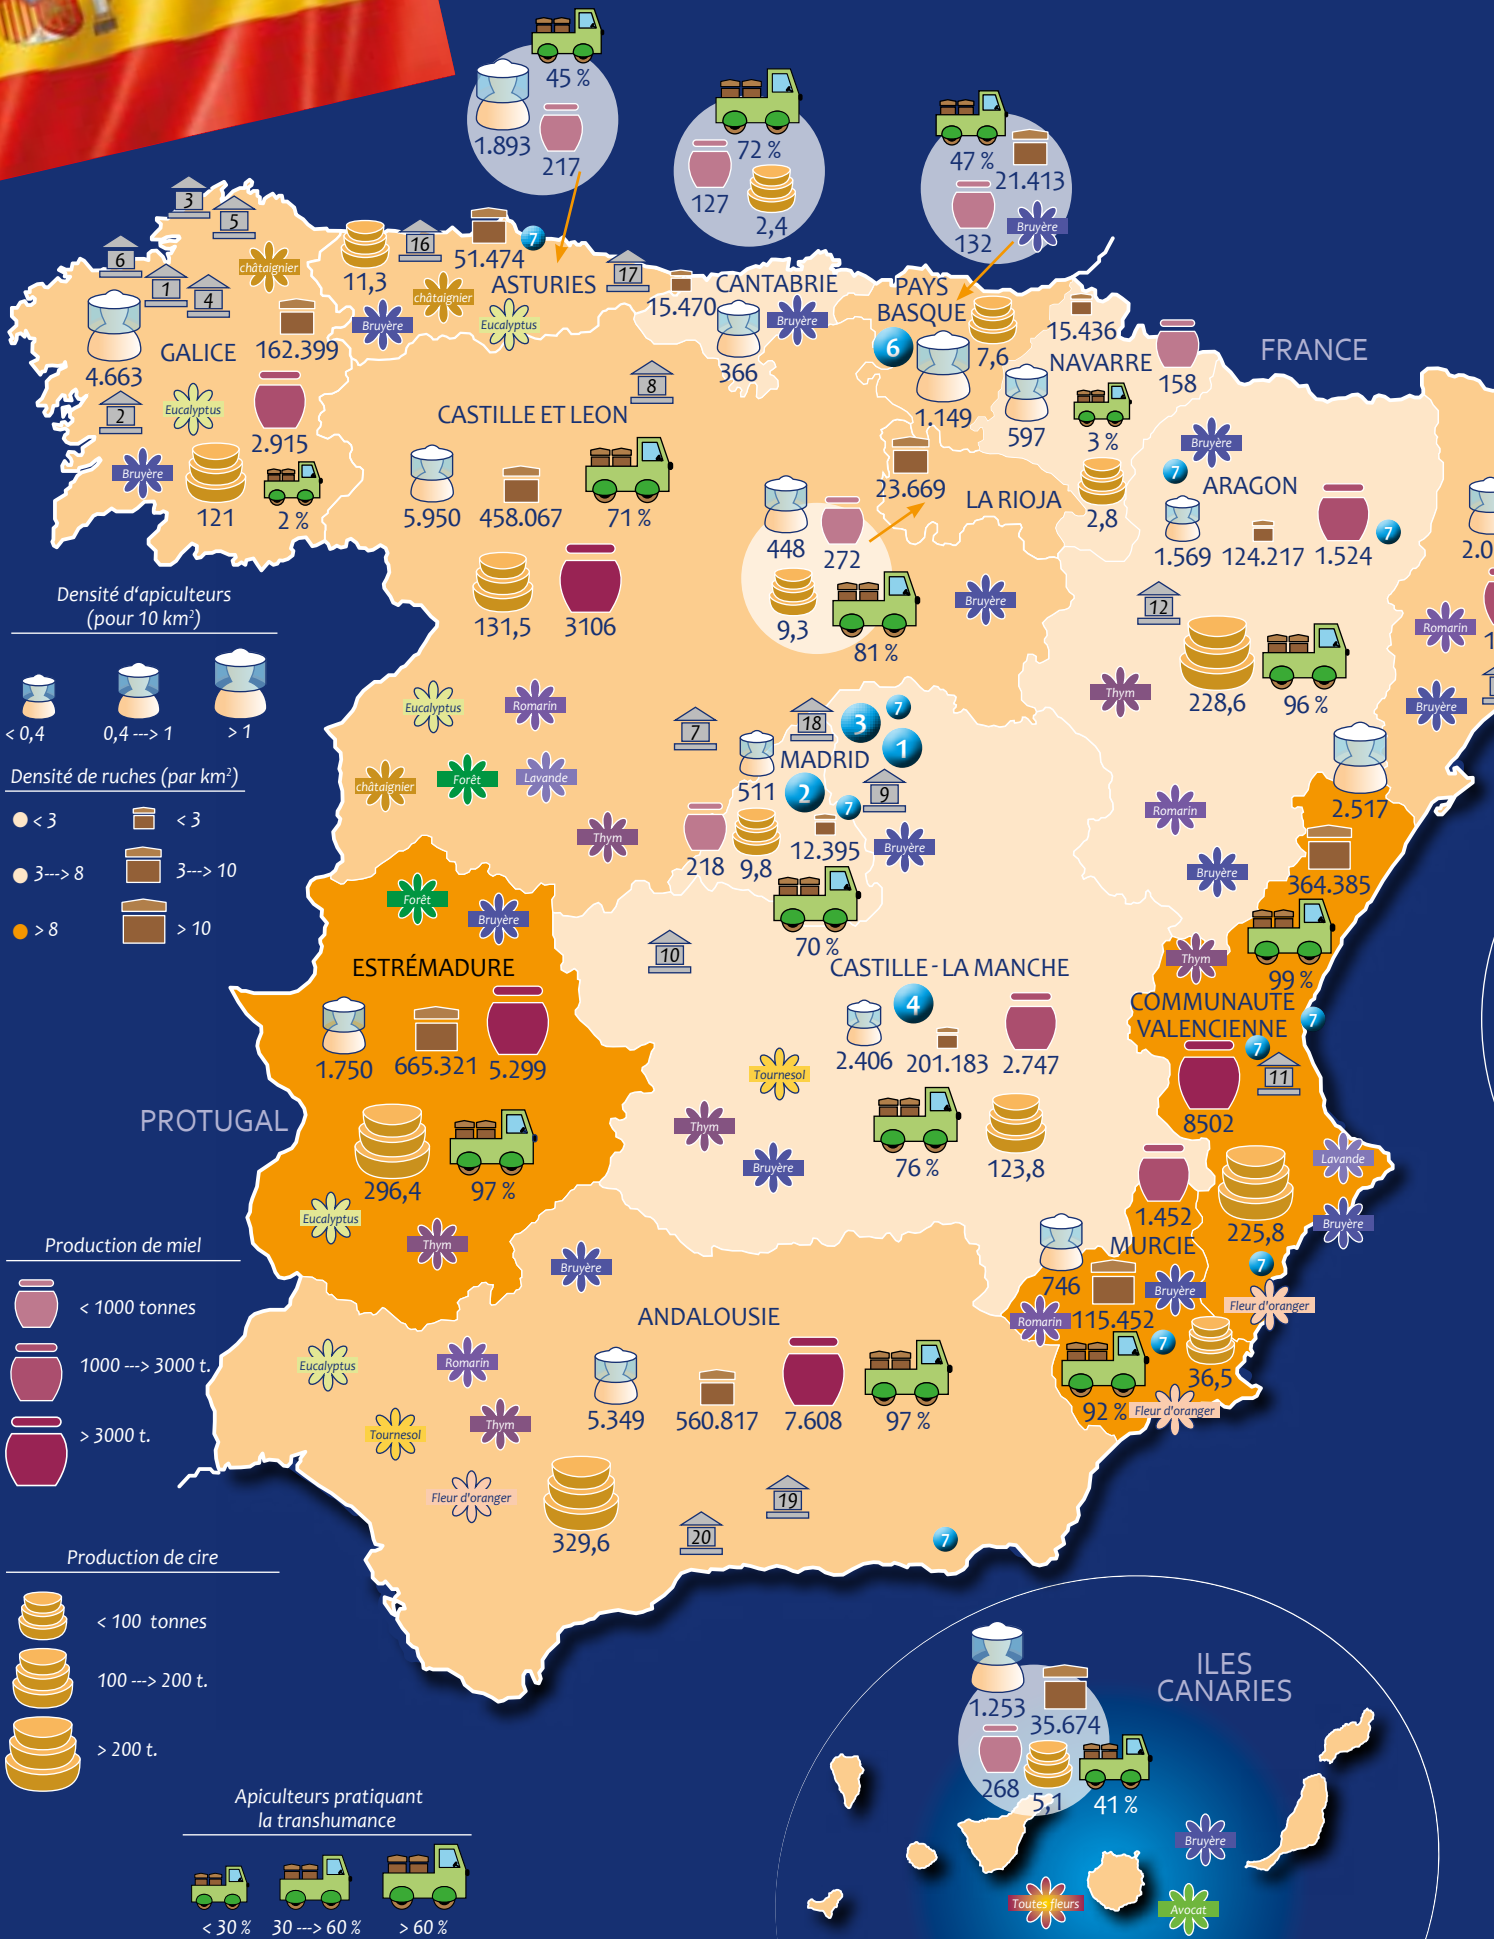 45 %
1.893
217
72 %
127
2,4
47 %
21.413
132
Bruyère
3
5
6
1
4
châtaignier
4.663
GALICE
162.399
2
Eucalyptus
2.915
Bruyère
121
2 %
11,3
16
51.474
7
ASTURIES
châtaignier
Bruyère
Eucalyptus
17
15.470
CANTABRIE
Bruyère
366
PAYS
BASQUE
6
7,6
1.149
15.436
NAVARRE
158
597
3 %
2,8
FRANCE
CASTILLE ET LEON
8
5.950
458.067
71 %
131,5
3106
23.669
LA RIOJA
448
272
9,3
81 %
Bruyère
Bruyère
7
ARAGON
1.569
124.217
1.524
7
12
228,6
96 %
Thym
Romarin
Bruyère
2.0
Romarin
1
Bruyère
Densité d'apiculteurs
(pour 10 km²)
< 0,4
0,4 ---> 1
> 1
Densité de ruches (par km²)
< 3
< 3
3---> 8
3---> 10
> 8
> 10
Eucalyptus
Romarin
châtaignier
Forêt
Lavande
Thym
7
18
3
7
1
MADRID
511
2
7
9
218
9,8
12.395
Bruyère
70 %
2.517
364.385
99 %
Thym
COMMUNAUTE
VALENCIENNE
7
7
11
8502
225,8
Lavande
Bruyère
7
Fleur d'oranger
Forêt
Bruyère
ESTRÉMADURE
1.750
665.321
5.299
296,4
97 %
Eucalyptus
Thym
PROTUGAL
10
CASTILLE - LA MANCHE
4
2.406
201.183
2.747
Tournesol
Thym
Bruyère
76 %
123,8
1.452
MURCIE
746
Bruyère
Romarin
115.452
7
36,5
92 %
Fleur d'oranger
Production de miel
< 1000 tonnes
1000 ---> 3000 t.
> 3000 t.
Bruyère
ANDALOUSIE
Eucalyptus
Romarin
Tournesol
Thym
Fleur d'oranger
5.349
560.817
7.608
97 %
329,6
19
20
7
Production de cire
< 100 tonnes
100 ---> 200 t.
> 200 t.
Apiculteurs pratiquant
la transhumance
< 30 %
30 ---> 60 %
> 60 %
ILES
CANARIES
1.253
35.674
268
5,1
41 %
Bruyère
Toutes fleurs
Avocat